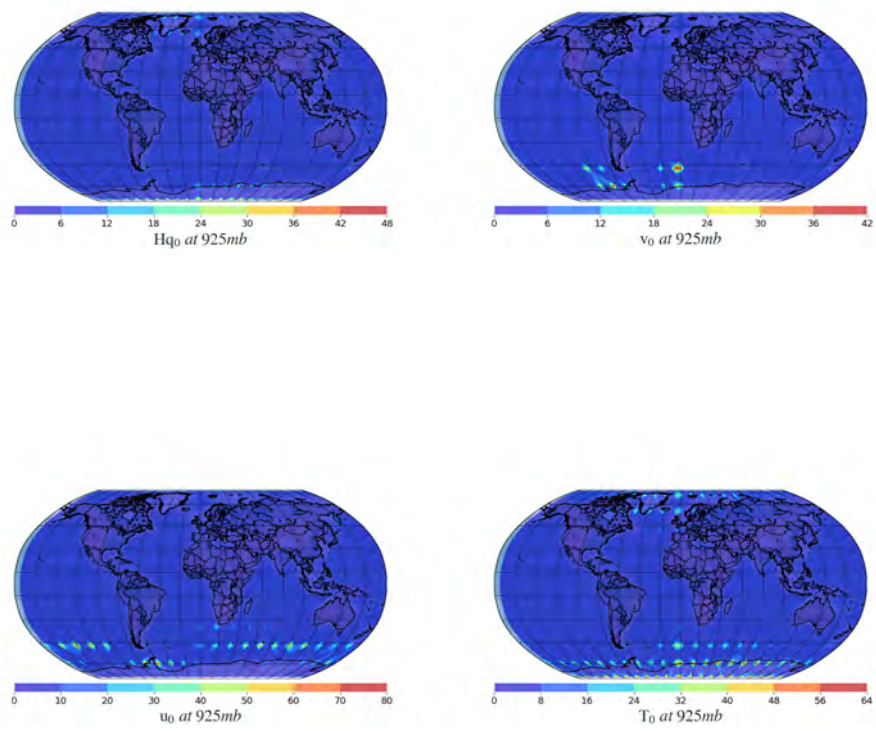 0 6 12 18 24 30 36 42 48
Hq₀ at 925mb
0 6 12 18 24 30 36 42
v₀ at 925mb
0 10 20 30 40 50 60 70 80
u₀ at 925mb
0 8 16 24 32 40 48 56 64
T₀ at 925mb